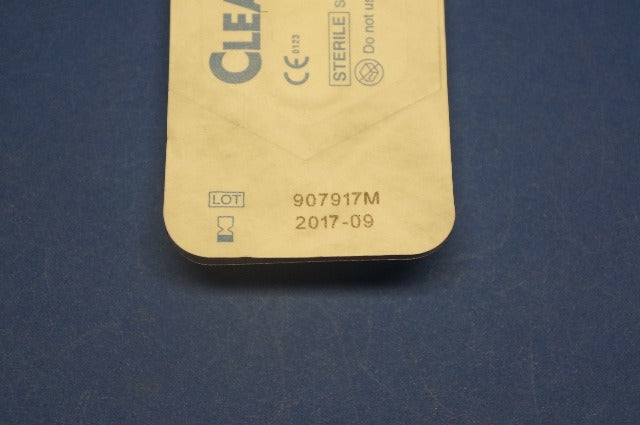 CLEA
CE 0123
STERILE S
Do not us
LOT 907917M
2017-09